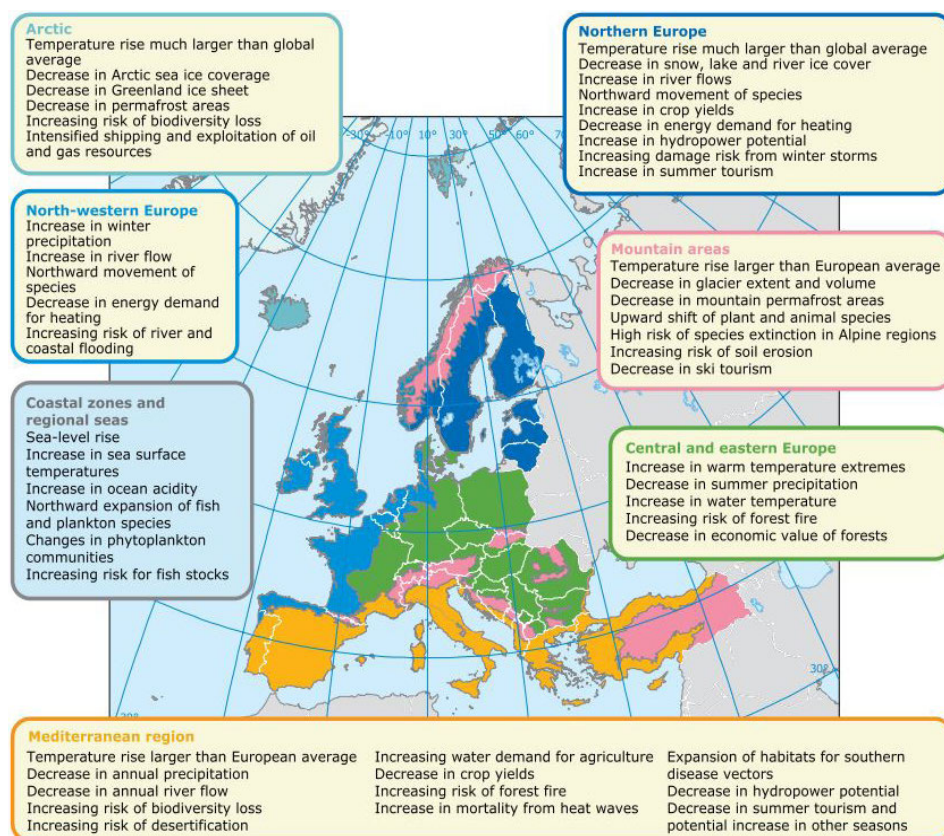 Arctic
Temperature rise much larger than global
average
Decrease in Arctic sea ice coverage
Decrease in Greenland ice sheet
Decrease in permafrost areas
Increasing risk of biodiversity loss
Intensified shipping and exploitation of oil
and gas resources
Northern Europe
Temperature rise much larger than global average
Decrease in snow, lake and river ice cover
Increase in river flows
Northward movement of species
Increase in crop yields
Decrease in energy demand for heating
Increase in hydropower potential
Increasing damage risk from winter storms
Increase in summer tourism
-30° -10° 10° 30° 50° 60°
North-western Europe
Increase in winter
precipitation
Increase in river flow
Northward movement of
species
Decrease in energy demand
for heating
Increasing risk of river and
coastal flooding
Mountain areas
Temperature rise larger than European average
Decrease in glacier extent and volume
Decrease in mountain permafrost areas
Upward shift of plant and animal species
High risk of species extinction in Alpine regions
Increasing risk of soil erosion
Decrease in ski tourism
Coastal zones and
regional seas
Sea-level rise
Increase in sea surface
temperatures
Increase in ocean acidity
Northward expansion of fish
and plankton species
Changes in phytoplankton
communities
Increasing risk for fish stocks
Central and eastern Europe
Increase in warm temperature extremes
Decrease in summer precipitation
Increase in water temperature
Increasing risk of forest fire
Decrease in economic value of forests
30°
Mediterranean region
Temperature rise larger than European average
Decrease in annual precipitation
Decrease in annual river flow
Increasing risk of biodiversity loss
Increasing risk of desertification
Increasing water demand for agriculture
Decrease in crop yields
Increasing risk of forest fire
Increase in mortality from heat waves
Expansion of habitats for southern
disease vectors
Decrease in hydropower potential
Decrease in summer tourism and
potential increase in other seasons